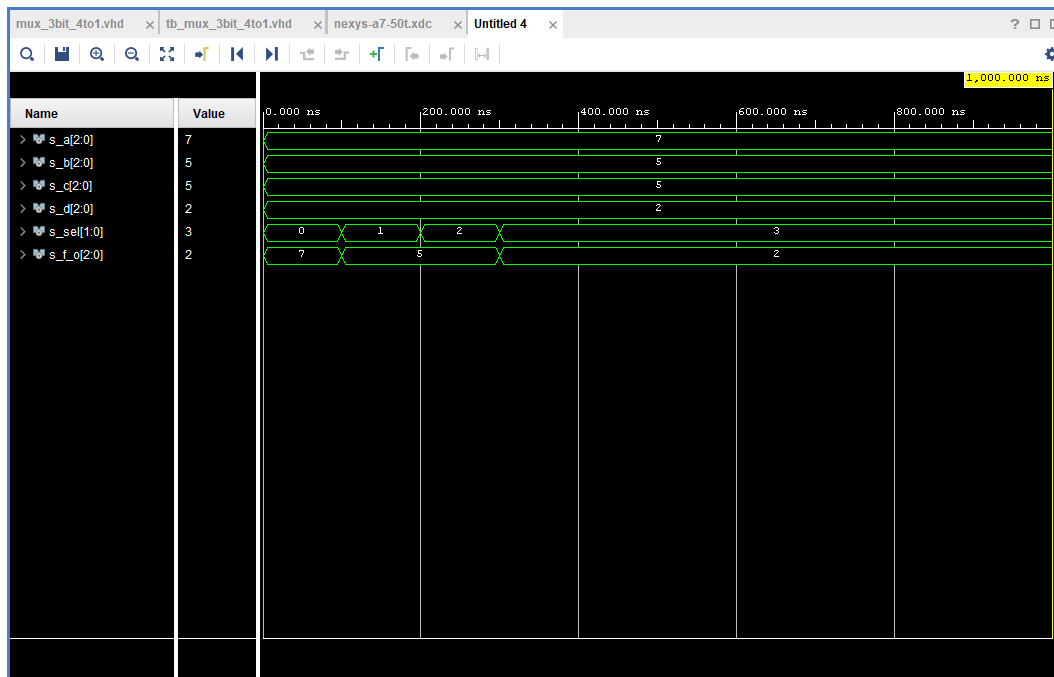 mux_3bit_4to1.vhd × tb_mux_3bit_4to1.vhd × nexys-a7-50t.xdc × Untitled 4 × ?
1,000.000 ns
Name Value 0.000 ns 200.000 ns 400.000 ns 600.000 ns 800.000 ns
s_a[2:0] 7 7
s_b[2:0] 5 5
s_c[2:0] 5 5
s_d[2:0] 2 2
s_sel[1:0] 3 0 1 2 3
s_f_o[2:0] 2 7 5 2